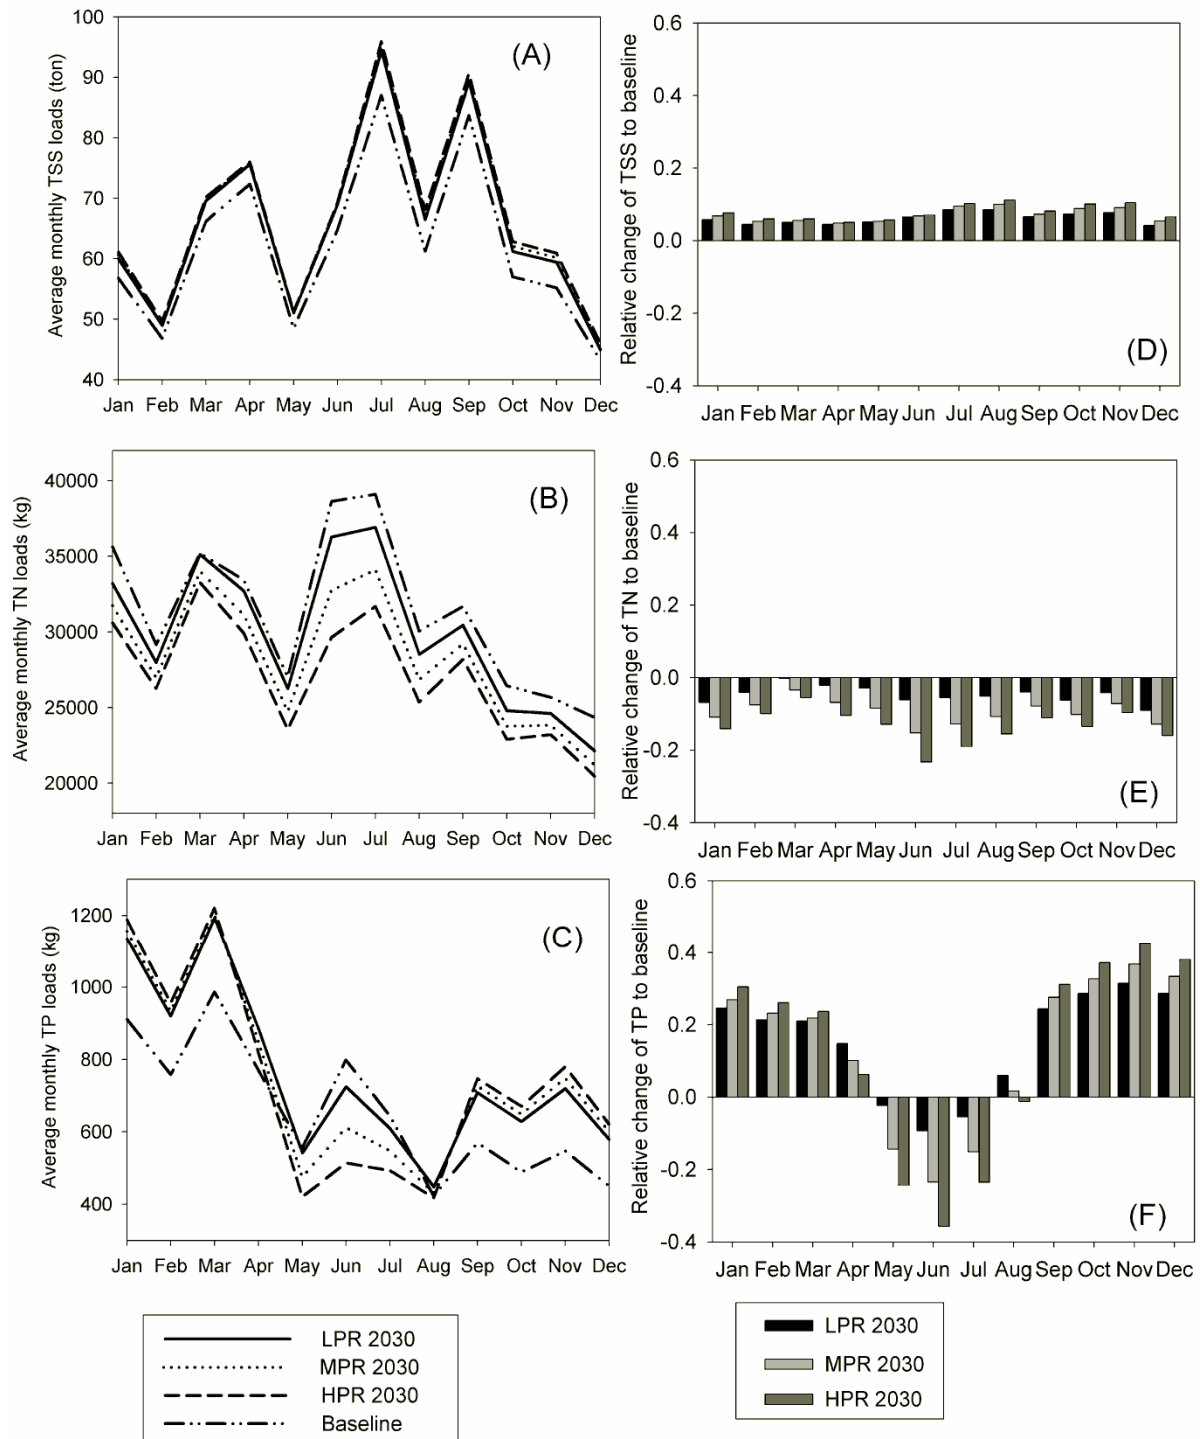 Average monthly TSS loads (ton)
100
90
80
70
60
50
40
(A)
Jan Feb Mar Apr May Jun Jul Aug Sep Oct Nov Dec
Relative change of TSS to baseline
0.6
0.4
0.2
0.0
-0.2
-0.4
(D)
Jan Feb Mar Apr May Jun Jul Aug Sep Oct Nov Dec
Average monthly TN loads (kg)
40000
35000
30000
25000
20000
(B)
Jan Feb Mar Apr May Jun Jul Aug Sep Oct Nov Dec
Relative change of TN to baseline
0.6
0.4
0.2
0.0
-0.2
-0.4
(E)
Jan Feb Mar Apr May Jun Jul Aug Sep Oct Nov Dec
Average monthly TP loads (kg)
1200
1000
800
600
400
(C)
Jan Feb Mar Apr May Jun Jul Aug Sep Oct Nov Dec
Relative change of TP to baseline
0.6
0.4
0.2
0.0
-0.2
-0.4
(F)
Jan Feb Mar Apr May Jun Jul Aug Sep Oct Nov Dec
LPR 2030
MPR 2030
HPR 2030
Baseline
LPR 2030
MPR 2030
HPR 2030